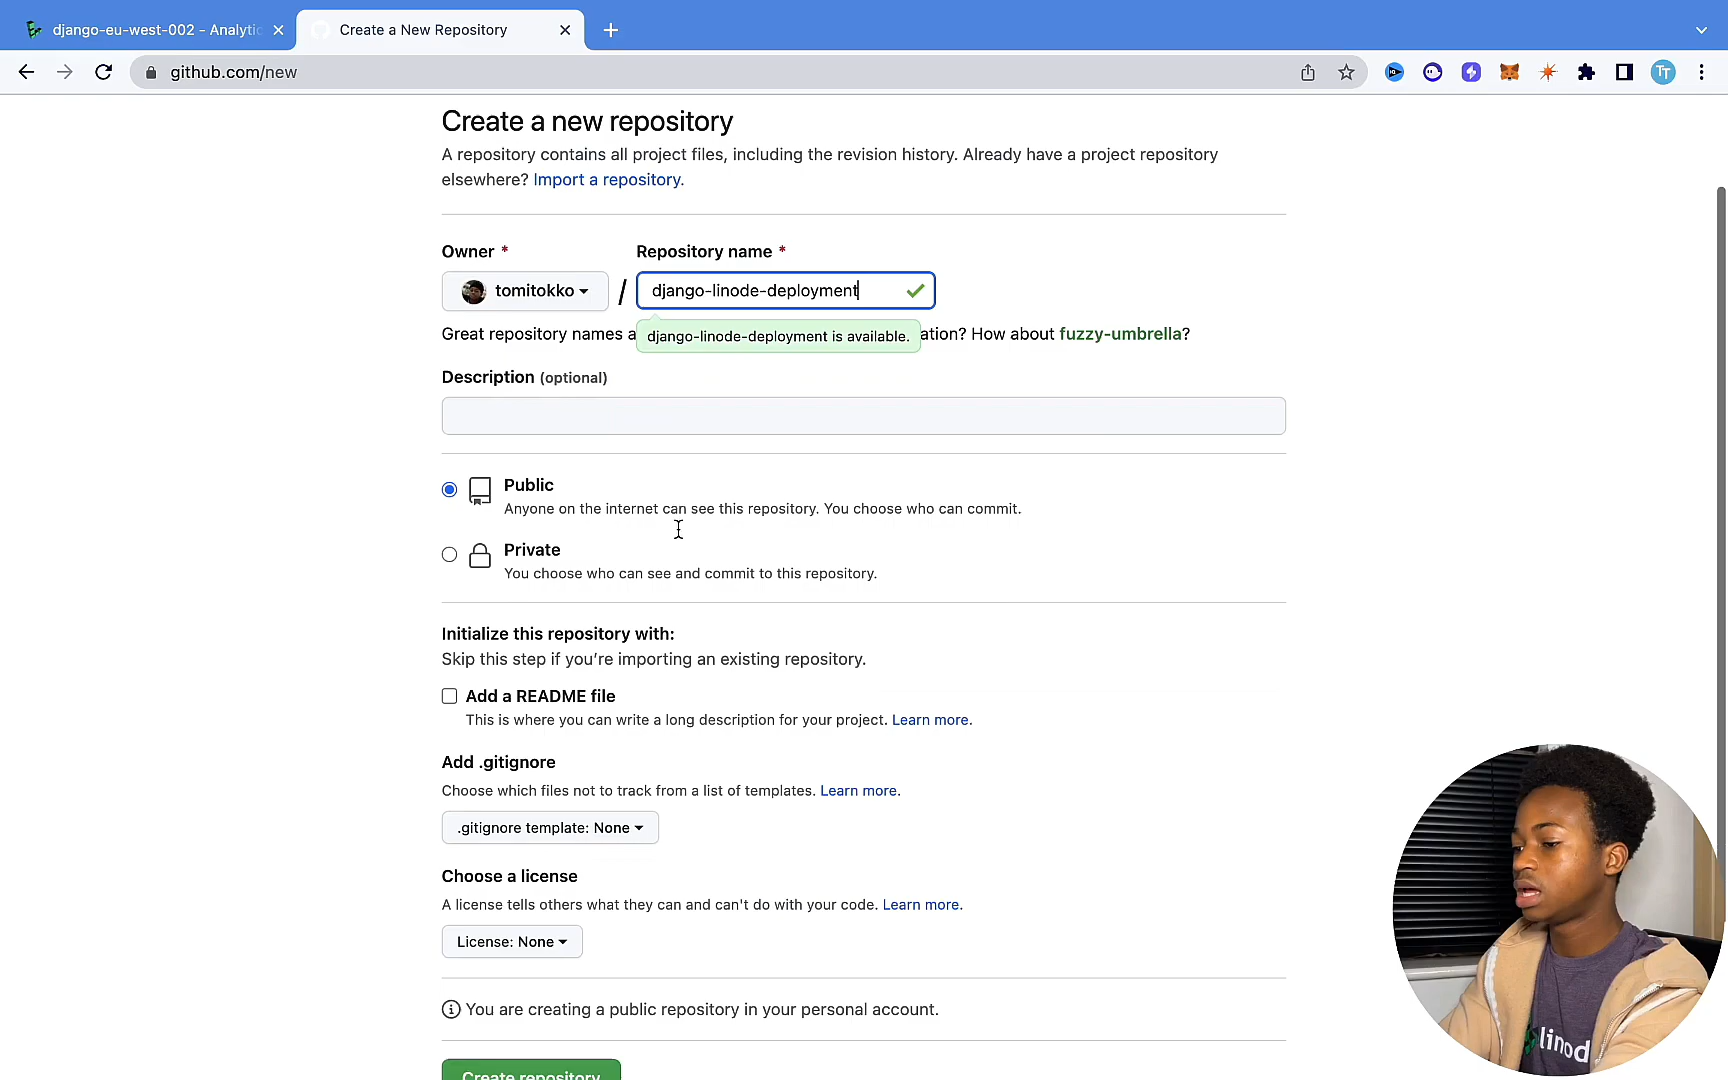 django-eu-west-002 - Analytic
Create a New Repository
github.com/new
TT
Create a new repository
A repository contains all project files, including the revision history. Already have a project repository
elsewhere? Import a repository.
Owner *
Repository name *
tomitokko
/
django-linode-deployment
Great repository names a
django-linode-deployment is available.
ation? How about fuzzy-umbrella?
Description (optional)
Public
Anyone on the internet can see this repository. You choose who can commit.
Private
You choose who can see and commit to this repository.
Initialize this repository with:
Skip this step if you're importing an existing repository.
Add a README file
This is where you can write a long description for your project. Learn more.
Add .gitignore
Choose which files not to track from a list of templates. Learn more.
.gitignore template: None
Choose a license
A license tells others what they can and can't do with your code. Learn more.
License: None
You are creating a public repository in your personal account.
Create repository
linod